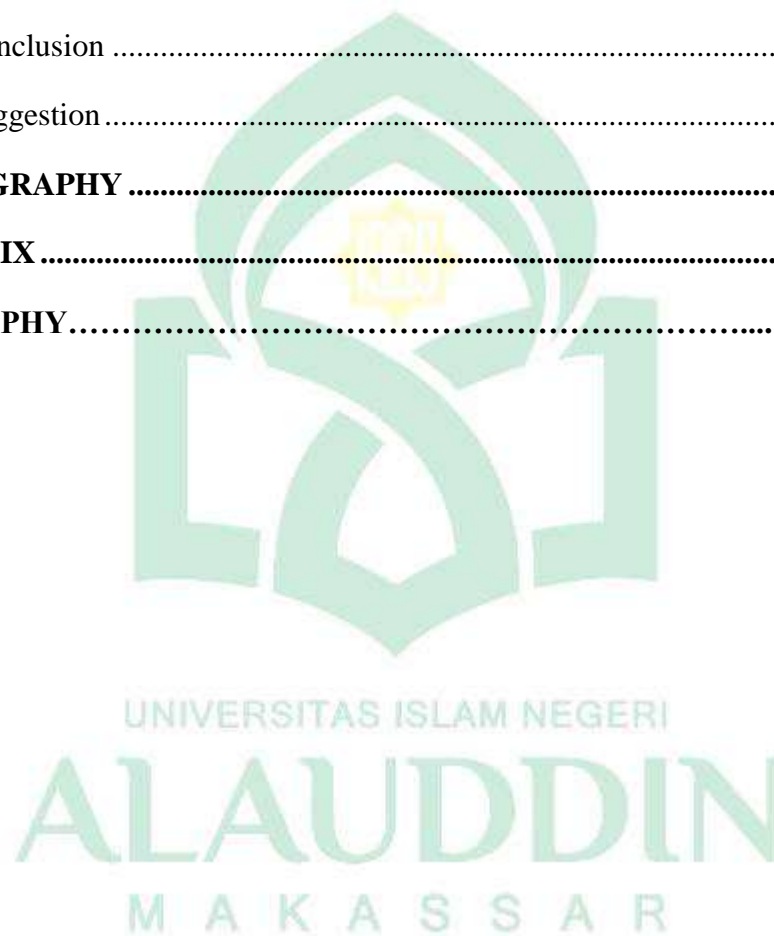 nclusion ................................................................................................
ggestion ................................................................................................
GRAPHY ................................................................................................
IX ................................................................................................
PHY……………………………………………………....
UNIVERSITAS ISLAM NEGERI
ALAUDDIN
M A K A S S A R